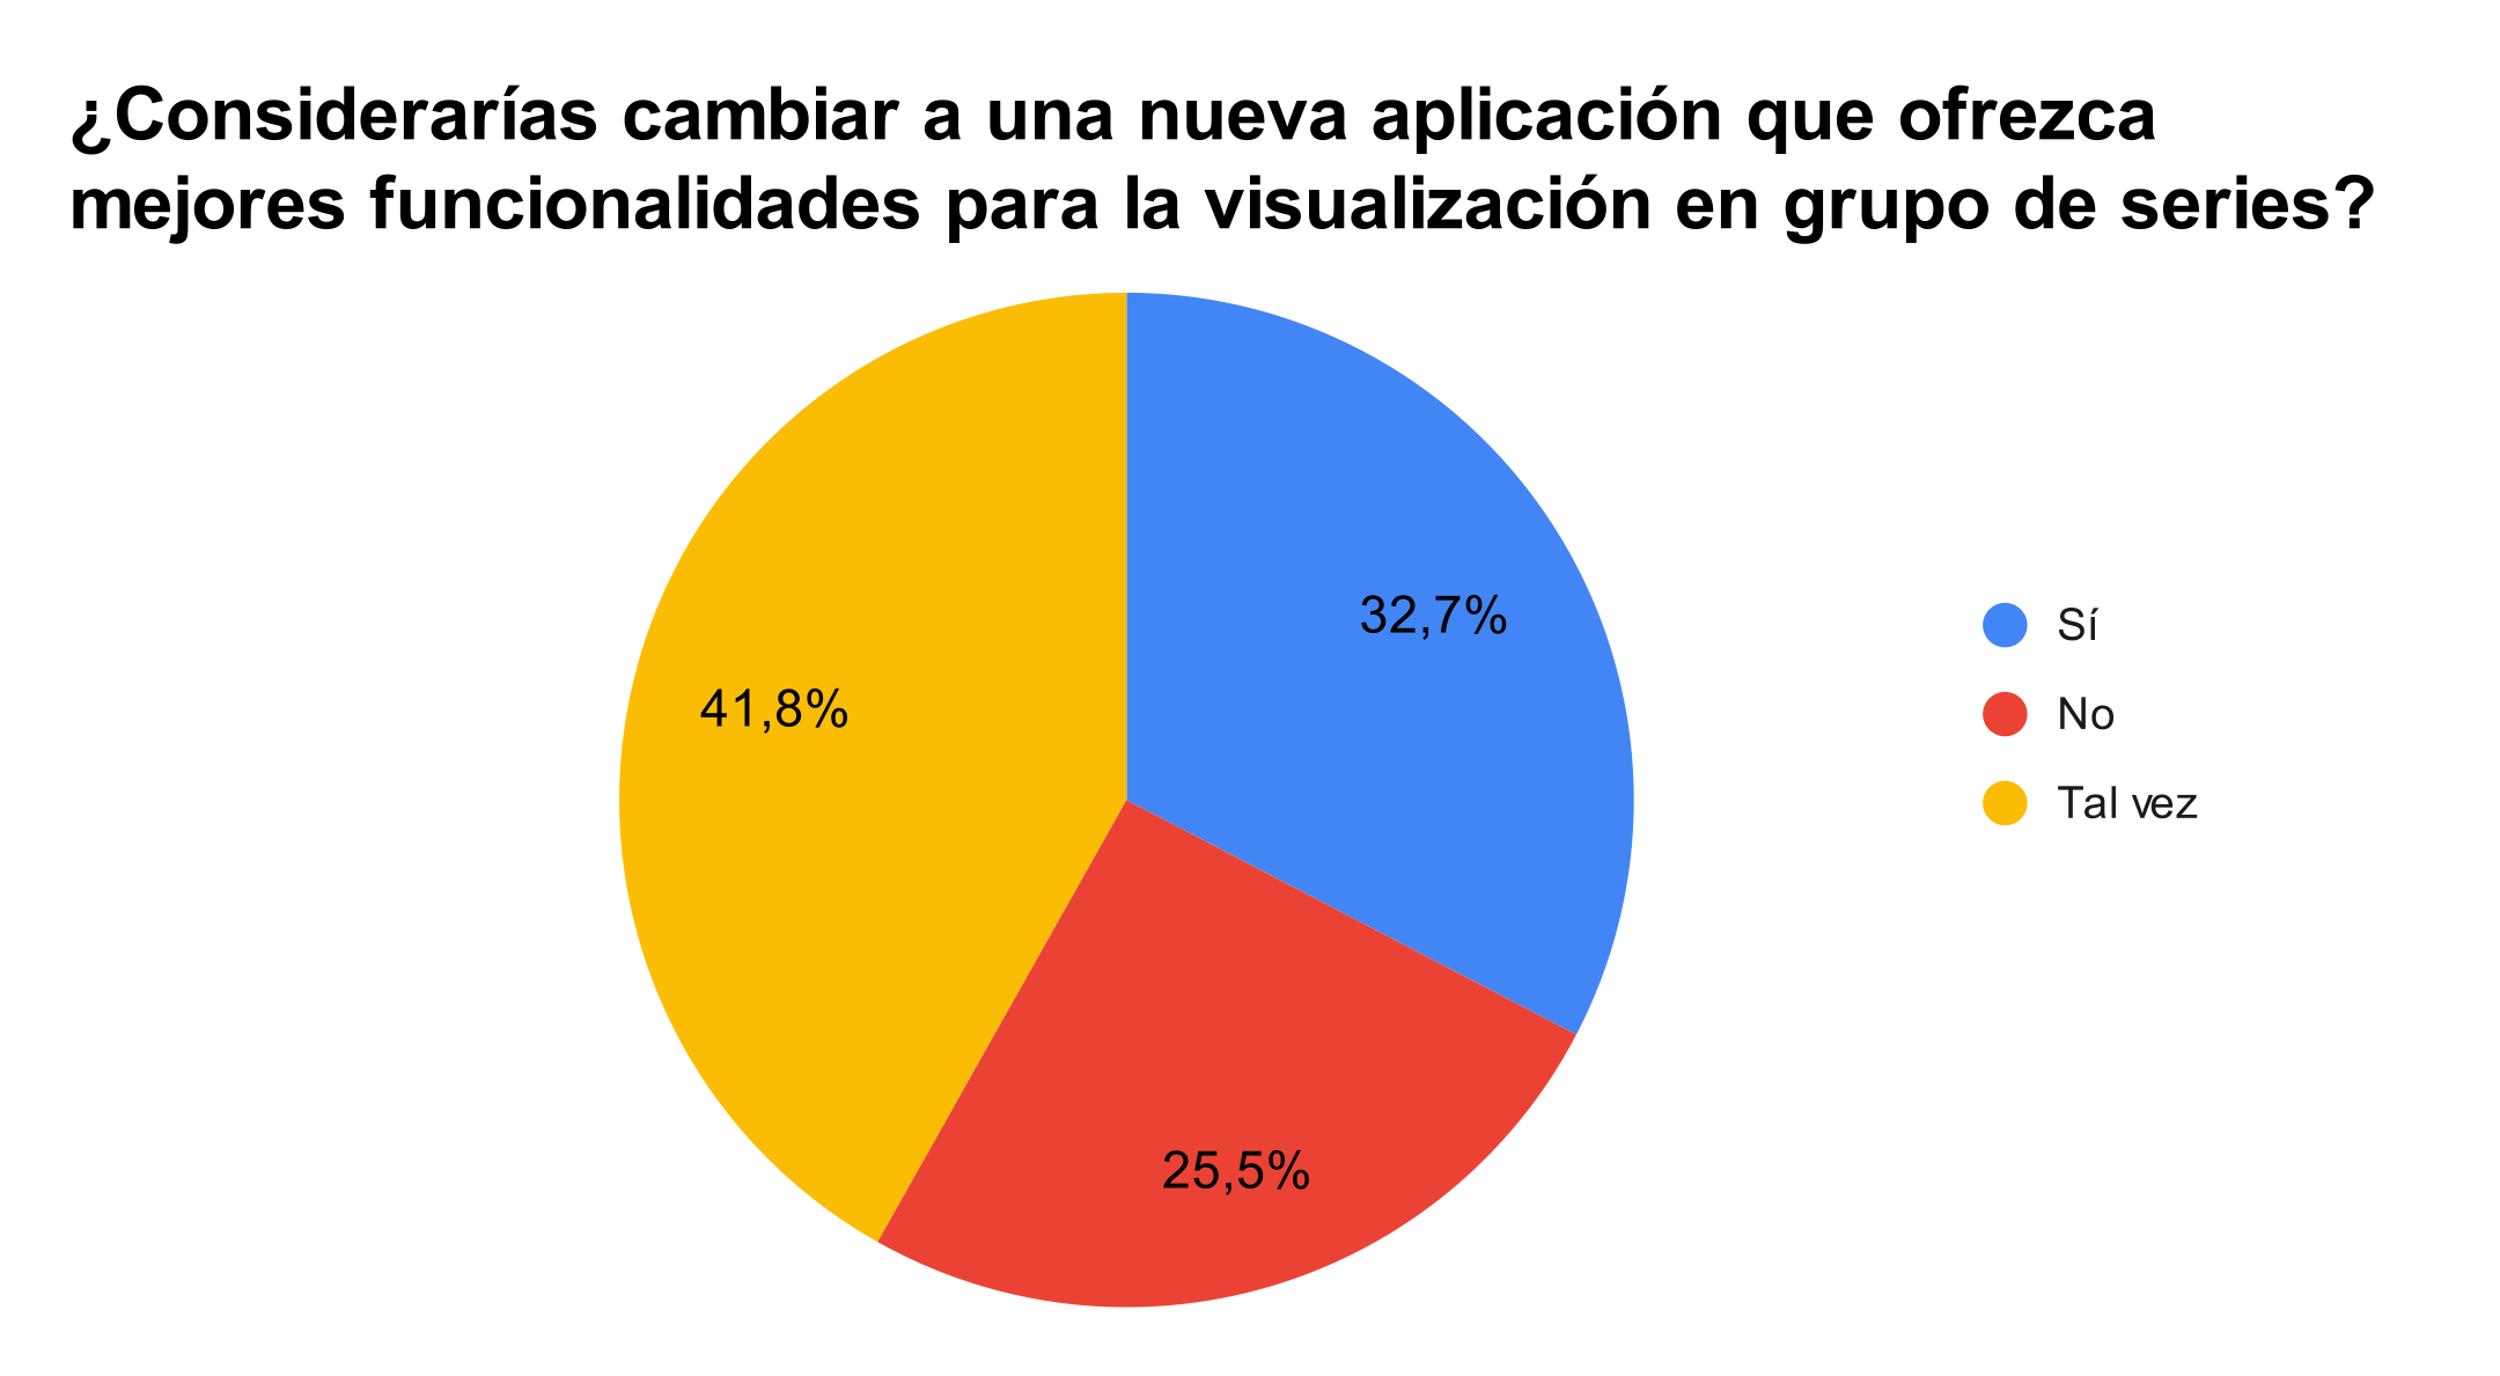 ¿Considerarías cambiar a una nueva aplicación que ofrezca
mejores funcionalidades para la visualización en grupo de series?
32,7%
41,8%
25,5%
Sí
No
Tal vez